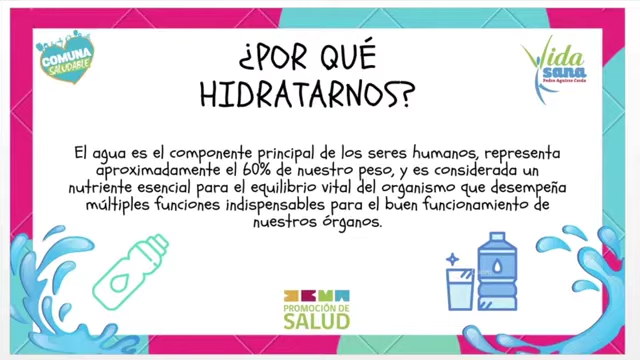 COMUNA
SALUDABLE
Vida
Sana
Pedro Aguirre Cerda
¿POR QUÉ
HIDRATARNOS?
El agua es el componente principal de los seres humanos, representa
aproximadamente el 60% de nuestro peso, y es considerada un
nutriente esencial para el equilibrio vital del organismo que desempeña
múltiples funciones indispensables para el buen funcionamiento de
nuestros órganos.
PROMOCIÓN DE
SALUD